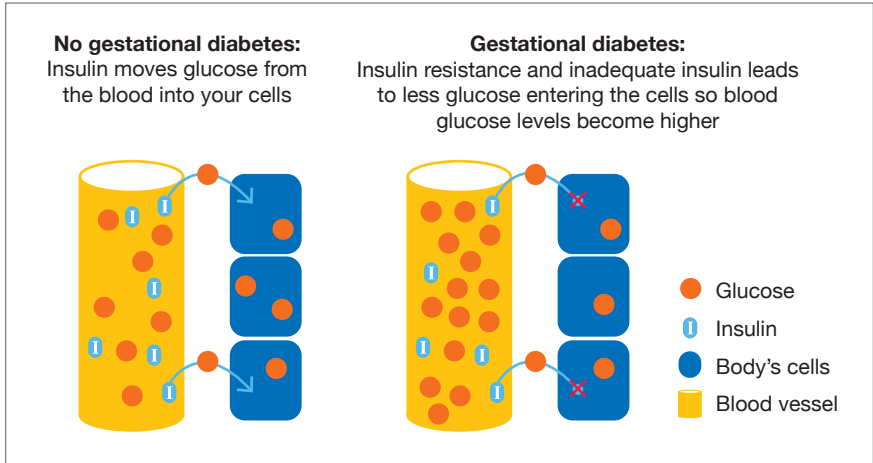 No gestational diabetes:
Insulin moves glucose from
the blood into your cells
Gestational diabetes:
Insulin resistance and inadequate insulin leads
to less glucose entering the cells so blood
glucose levels become higher
I
I
I
I
I
I
I
I
I
I
I
Glucose
I Insulin
Body's cells
Blood vessel